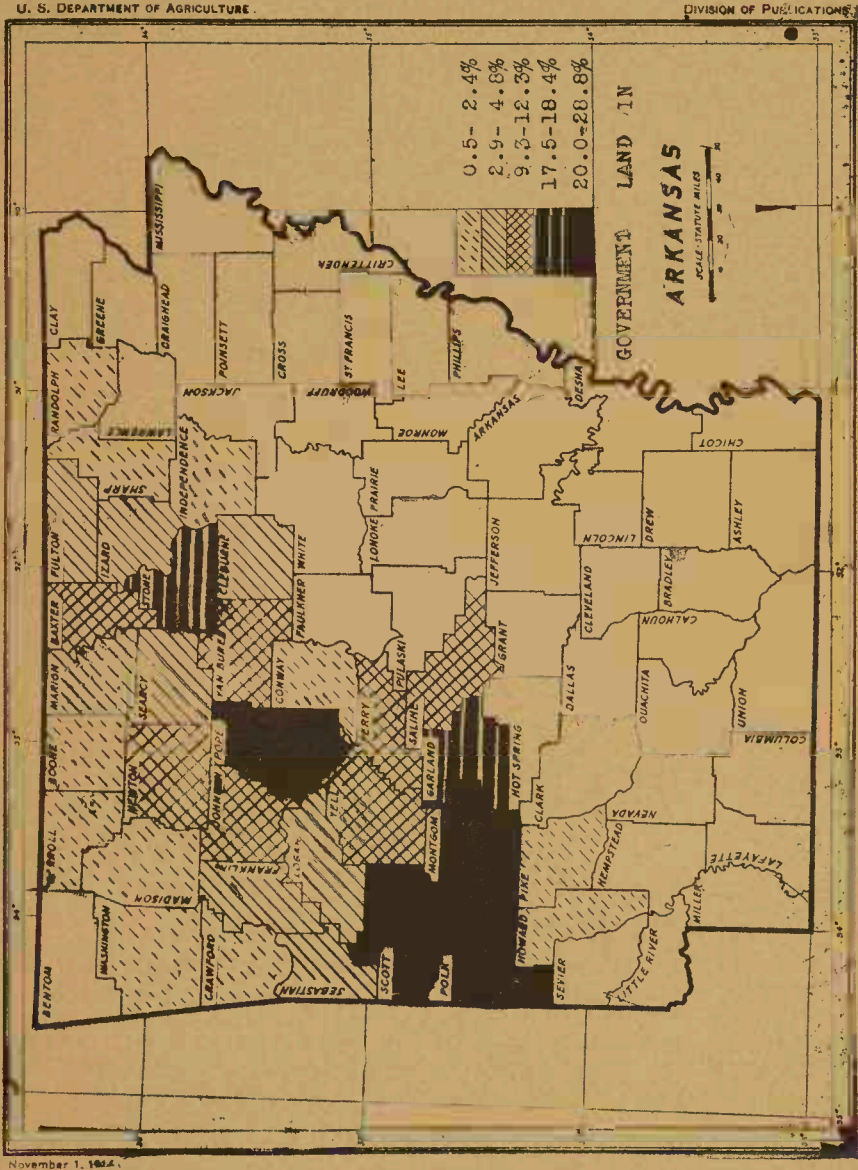 U. S. DEPARTMENT OF AGRICULTURE.
DIVISION OF PUBLICATIONS
0.5- 2.4%
2.9- 4.8%
9.3-12.3%
17.5-18.4%
20.0-28.8%
GOVERNMENT LAND IN
ARKANSAS
SCALE-STATUTE MILES
BENTON
WASHINGTON
CARROLL
MADISON
BOONE
NEWTON
MARION
SEARCY
BAXTER
STONE
FULTON
IZARD
SHARP
INDEPENDENCE
RANDOLPH
LAWRENCE
CLAY
GREENE
CRAIGHEAD
MISSISSIPPI
JACKSON
POINSETT
CROSS
CRITTENDEN
WOODRUFF
ST FRANCIS
LEE
PHILLIPS
MONROE
ARKANSAS
DESHA
CRAWFORD
FRANKLIN
JOHNSON
POPE
VAN BUREN
CLEBURNE
WHITE
SEBASTIAN
LOGAN
YELL
CONWAY
FAULKNER
PERRY
PULASKI
LONOKE
PRAIRIE
SCOTT
POLK
MONTGOM
GARLAND
SALINE
HOT SPRING
GRANT
JEFFERSON
HOWARD
PIKE
CLARK
DALLAS
CLEVELAND
LINCOLN
SEVIER
LITTLE RIVER
HEMPSTEAD
NEVADA
OUACHITA
CALHOUN
BRADLEY
DREW
CHICOT
MILLER
LAFAYETTE
COLUMBIA
UNION
ASHLEY
November 1,